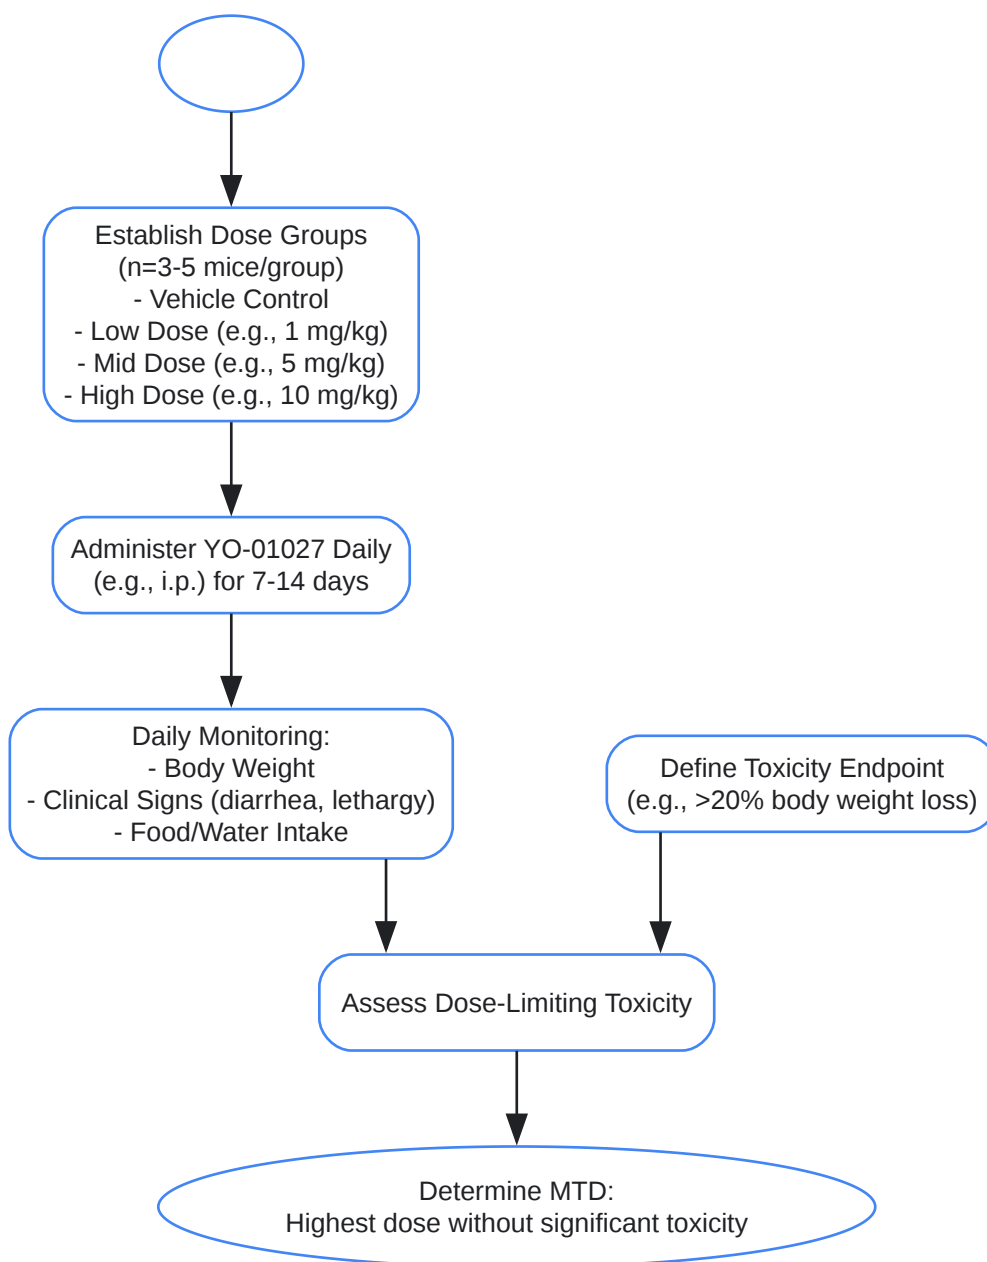 Establish Dose Groups
(n=3-5 mice/group)
- Vehicle Control
- Low Dose (e.g., 1 mg/kg)
- Mid Dose (e.g., 5 mg/kg)
- High Dose (e.g., 10 mg/kg)
Administer YO-01027 Daily
(e.g., i.p.) for 7-14 days
Daily Monitoring:
- Body Weight
- Clinical Signs (diarrhea, lethargy)
- Food/Water Intake
Define Toxicity Endpoint
(e.g., >20% body weight loss)
Assess Dose-Limiting Toxicity
Determine MTD:
Highest dose without significant toxicity